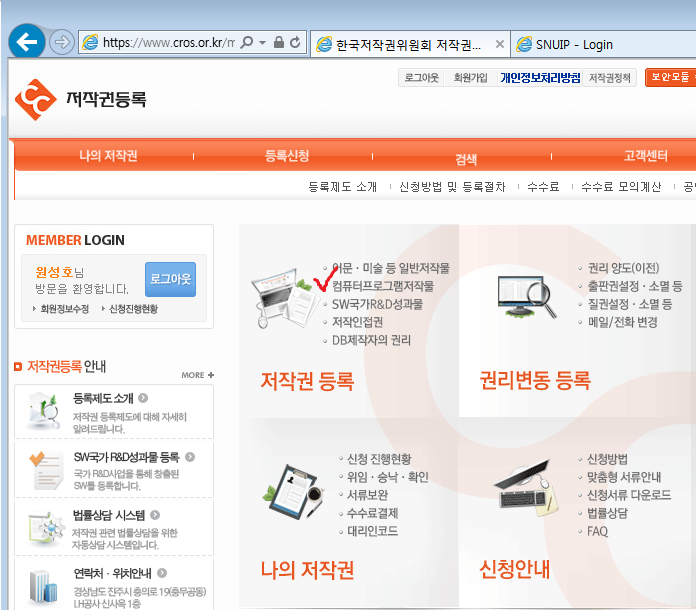 https://www.cros.or.kr/m
한국저작권위원회 저작권...
SNUIP - Login
로그아웃 회원가입 개인정보처리방침 저작권정책 보안모듈
저작권등록
나의 저작권 등록신청 검색 고객센터
등록제도 소개 신청방법 및 등록절차 수수료 수수료 모의계산 공
MEMBER LOGIN
원성호님
방문을 환영합니다.
로그아웃
회원정보수정 신청진행현황
저작권등록 안내
MORE +
등록제도 소개
저작권 등록제도에 대해 자세히
알려드립니다.
SW국가 R&D성과물 등록
국가 R&D사업을 통해 창출된
SW를 등록합니다.
법률상담 시스템
저작권 관련 법률상담을 위한
자동상담 시스템입니다.
연락처·위치안내
경상남도 진주시 충의로 19(충무공동)
LH공사 신사옥 1층
어문·미술 등 일반저작물
컴퓨터프로그램저작물
SW국가R&D성과물
저작인접권
DB제작자의 권리
저작권 등록
권리 양도(이전)
출판권설정·소멸 등
질권설정·소멸 등
메일/전화 변경
권리변동 등록
신청 진행현황
위임·승낙·확인
서류보완
수수료결제
대리인코드
나의 저작권
신청방법
맞춤형 서류안내
신청서류 다운로드
법률상담
FAQ
신청안내